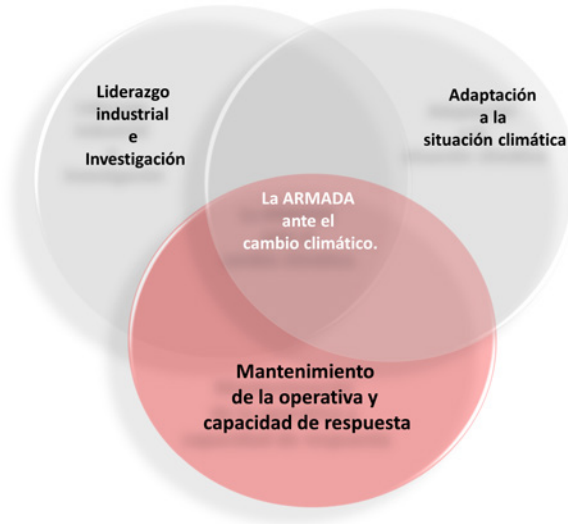 Liderazgo
industrial
e
Investigación
Adaptación
a la
situación climática
La ARMADA
ante el
cambio climático.
Mantenimiento
de la operativa y
capacidad de respuesta